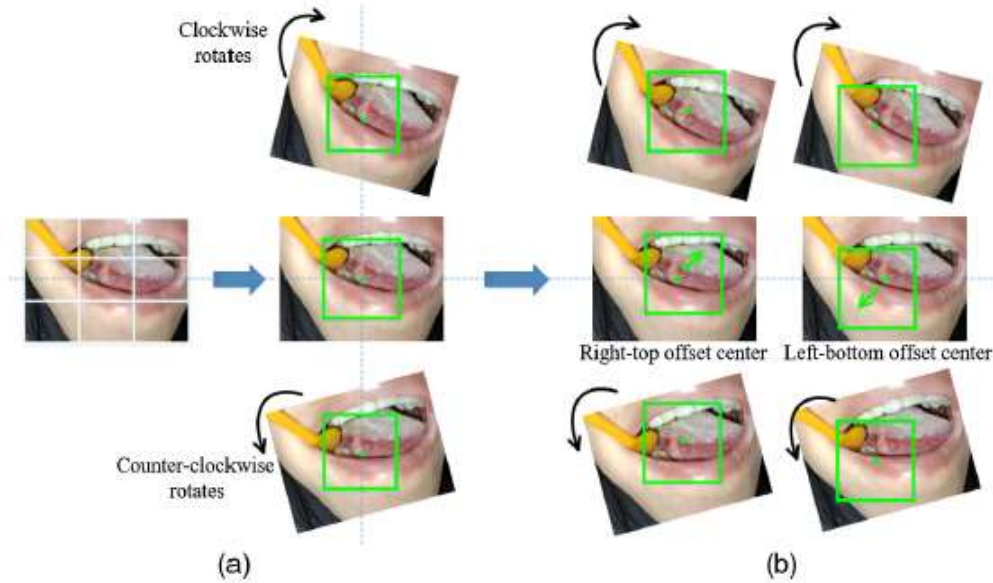 Clockwise
rotates
Right-top offset center
Left-bottom offset center
Counter-clockwise
rotates
(a)
(b)